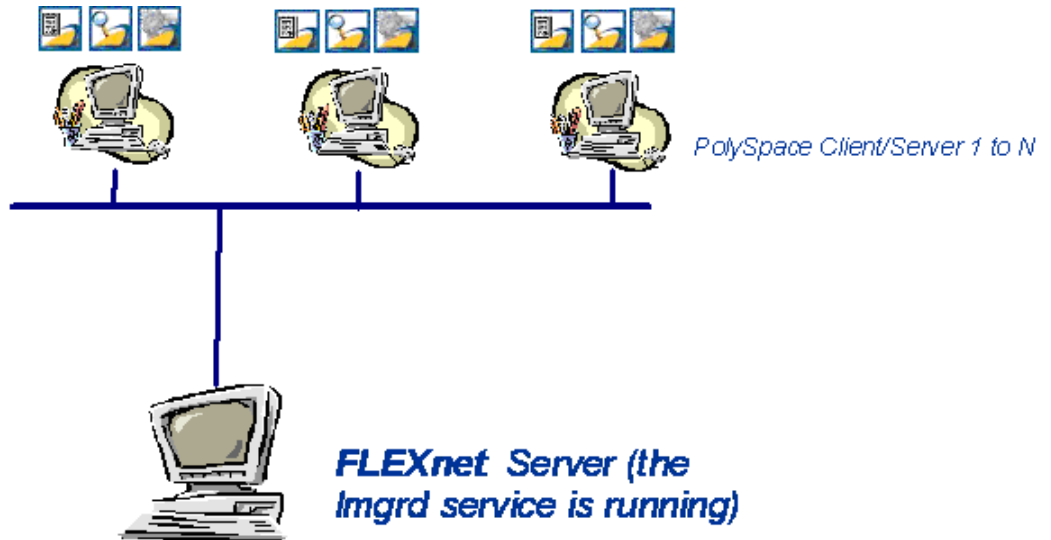 PolySpace Client/Server 1 to N
FLEXnet Server (the
lmgrd service is running)